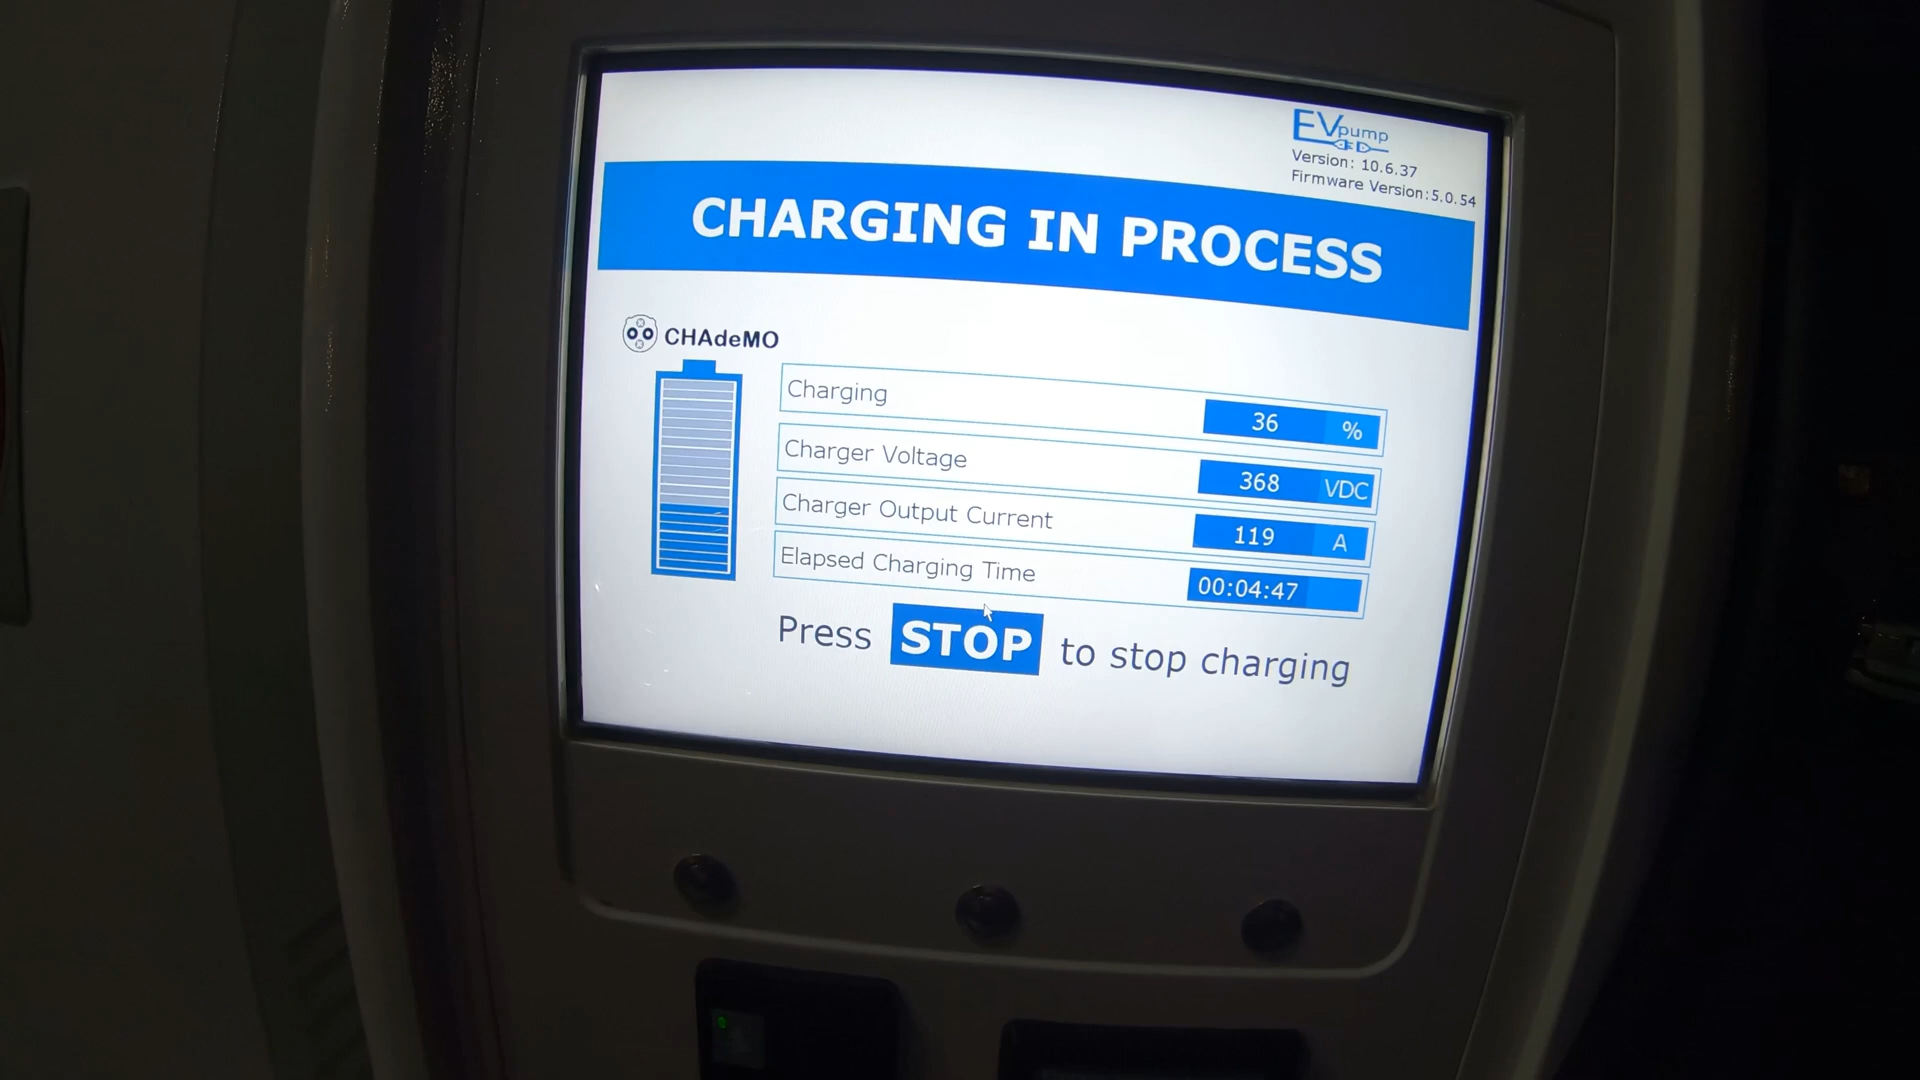 EVpump
Version: 10.6.37
Firmware Version:5.0.54
CHARGING IN PROCESS
CHAdeMO
Charging 36 %
Charger Voltage 368 VDC
Charger Output Current 119 A
Elapsed Charging Time 00:04:47
Press STOP to stop charging